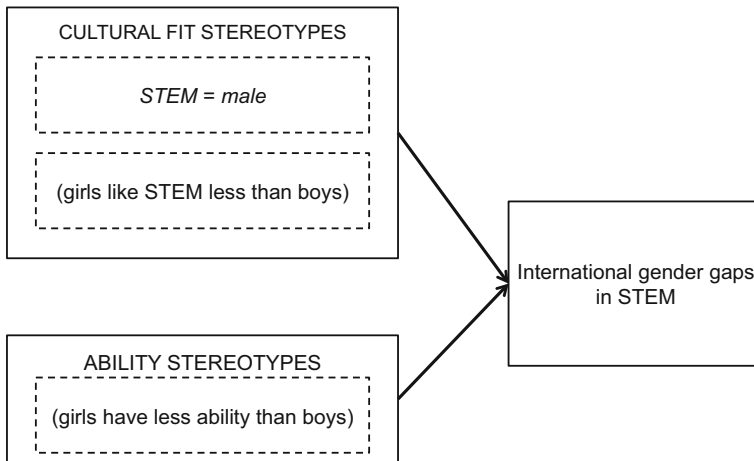 CULTURAL FIT STEREOTYPES
STEM = male
(girls like STEM less than boys)
International gender gaps
in STEM
ABILITY STEREOTYPES
(girls have less ability than boys)